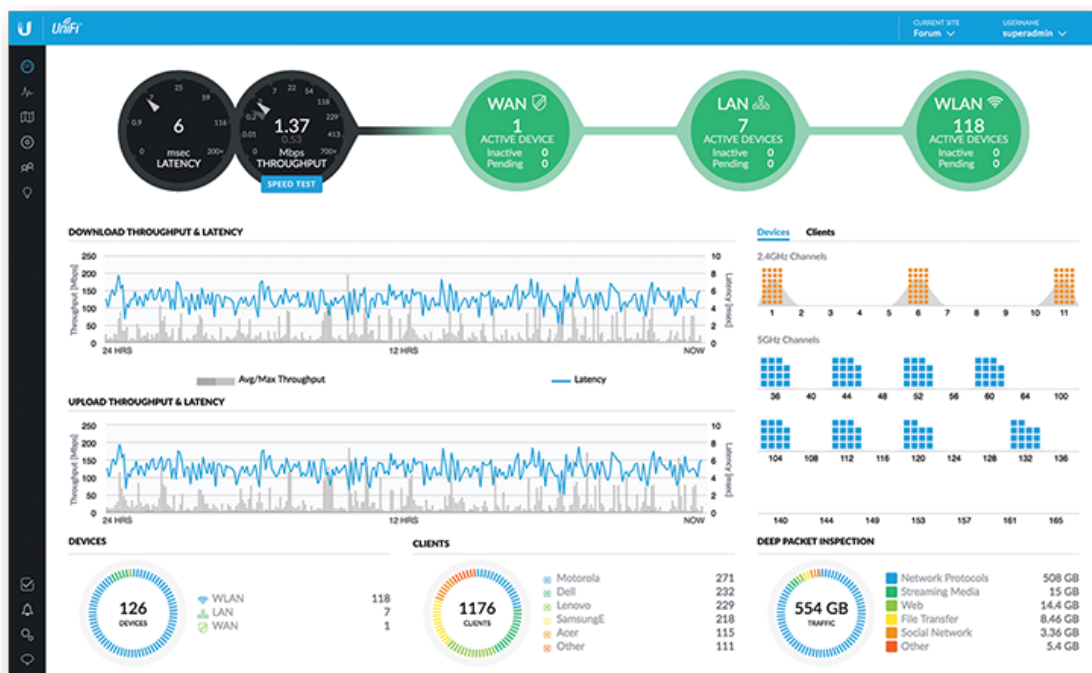 UniFi
CURRENT SITE
Forum
USERNAME
superadmin
0 0.9 7 25 59 116 200+
6
msec
LATENCY
0 0.01 0.2 2 7 22 54 118 229 413 700+
1.37
0.53
Mbps
THROUGHPUT
SPEED TEST
WAN
1
ACTIVE DEVICE
Inactive 0
Pending 0
LAN
7
ACTIVE DEVICES
Inactive 0
Pending 0
WLAN
118
ACTIVE DEVICES
Inactive 0
Pending 0
DOWNLOAD THROUGHPUT & LATENCY
Throughput [Mbps]
250
200
150
100
50
0
10
8
6
4
2
0
Latency [msec]
24 HRS 12 HRS NOW
Avg/Max Throughput Latency
UPLOAD THROUGHPUT & LATENCY
Throughput [Mbps]
250
200
150
100
50
0
10
8
6
4
2
0
Latency [msec]
24 HRS 12 HRS NOW
Devices Clients
2.4GHz Channels
1 2 3 4 5 6 7 8 9 10 11
5GHz Channels
36 40 44 48 52 56 60 64 100
104 108 112 116 120 124 128 132 136
140 144 149 153 157 161 165
DEVICES
126
DEVICES
WLAN 118
LAN 7
WAN 1
CLIENTS
1176
CLIENTS
Motorola 271
Dell 232
Lenovo 229
SamsungE 218
Acer 115
Other 111
DEEP PACKET INSPECTION
554 GB
TRAFFIC
Network Protocols 508 GB
Streaming Media 15 GB
Web 14.4 GB
File Transfer 8.46 GB
Social Network 3.36 GB
Other 5.4 GB